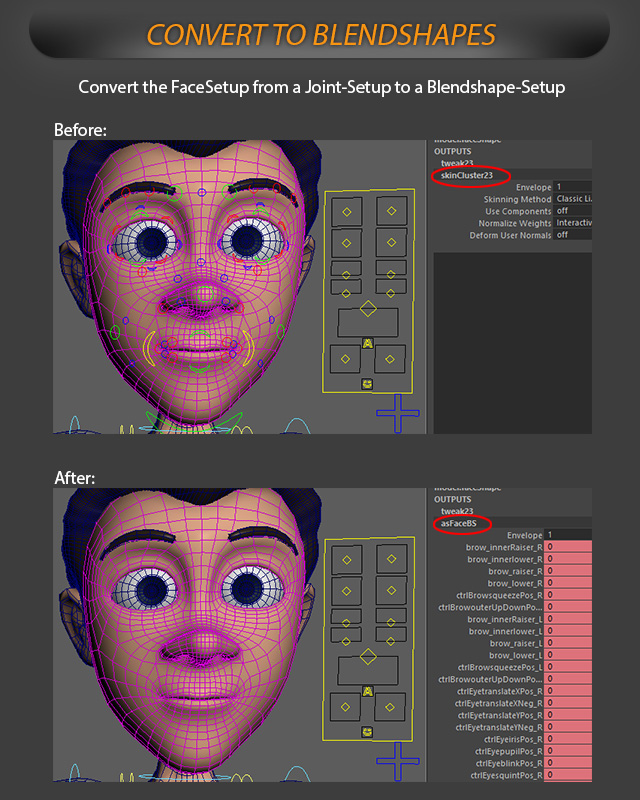 CONVERT TO BLENDSHAPES
Convert the FaceSetup from a Joint-Setup to a Blendshape-Setup
Before:
OUTPUTS
tweak23
skinCluster23
Envelope 1
Skinning Method Classic Li
Use Components off
Normalize Weights Interactiv
Deform User Normals off
After:
OUTPUTS
tweak23
asFaceBS
Envelope 1
brow_innerRaiser_R 0
brow_innerlower_R 0
brow_raiser_R 0
brow_lower_R 0
ctrlBrowsqueezePos_R 0
ctrlBrowouterUpDownPo... 0
brow_innerRaiser_L 0
brow_innerlower_L 0
brow_raiser_L 0
brow_lower_L 0
ctrlBrowsqueezePos_L 0
ctrlBrowouterUpDownPo... 0
ctrlEyetranslateXPos_R 0
ctrlEyetranslateXNeg_R 0
ctrlEyetranslateYPos_R 0
ctrlEyetranslateYNeg_R 0
ctrlEyeirisPos_R 0
ctrlEyepupilPos_R 0
ctrlEyeblinkPos_R 0
ctrlEyesquintPos_R 0